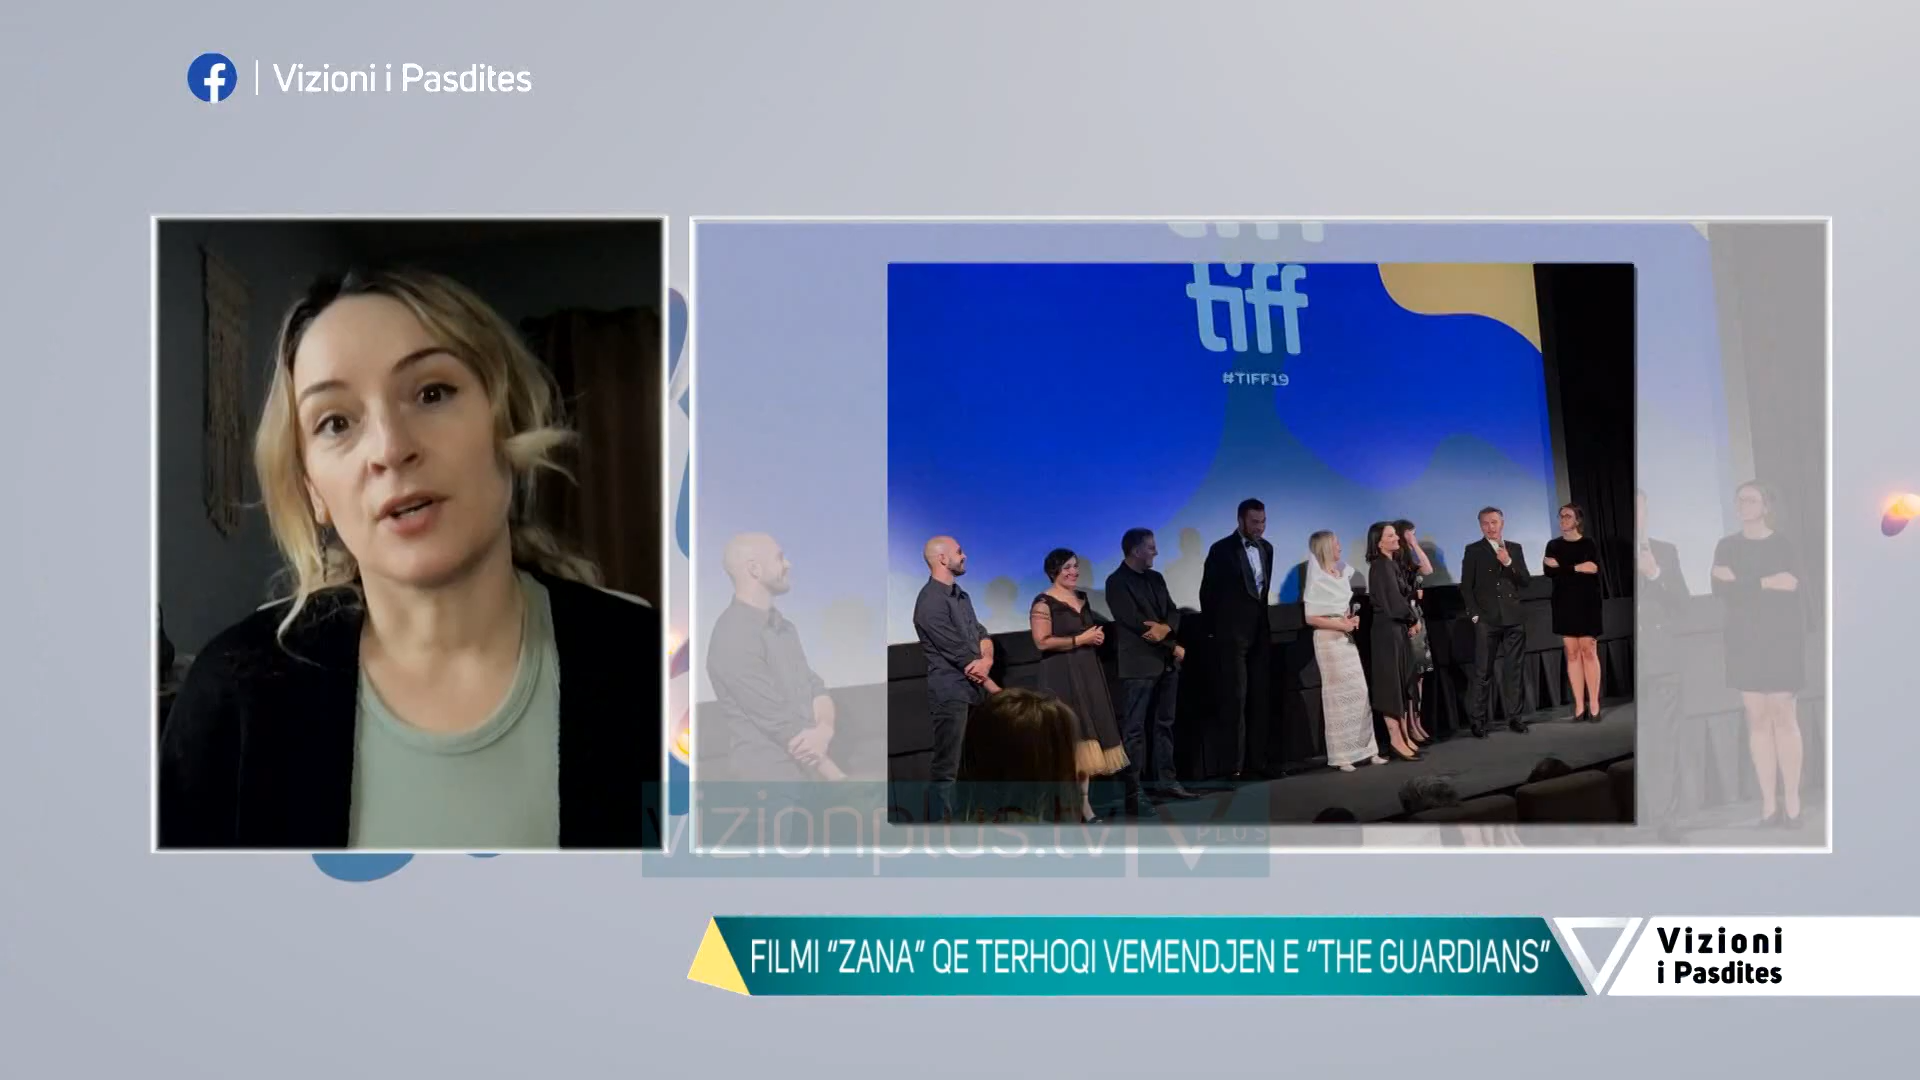 Vizioni i Pasdites
tiff
#TIFF19
vizionplus.tv
PLUS
FILMI “ZANA” QE TERHOQI VEMENDJEN E “THE GUARDIANS”
Vizioni
i Pasdites